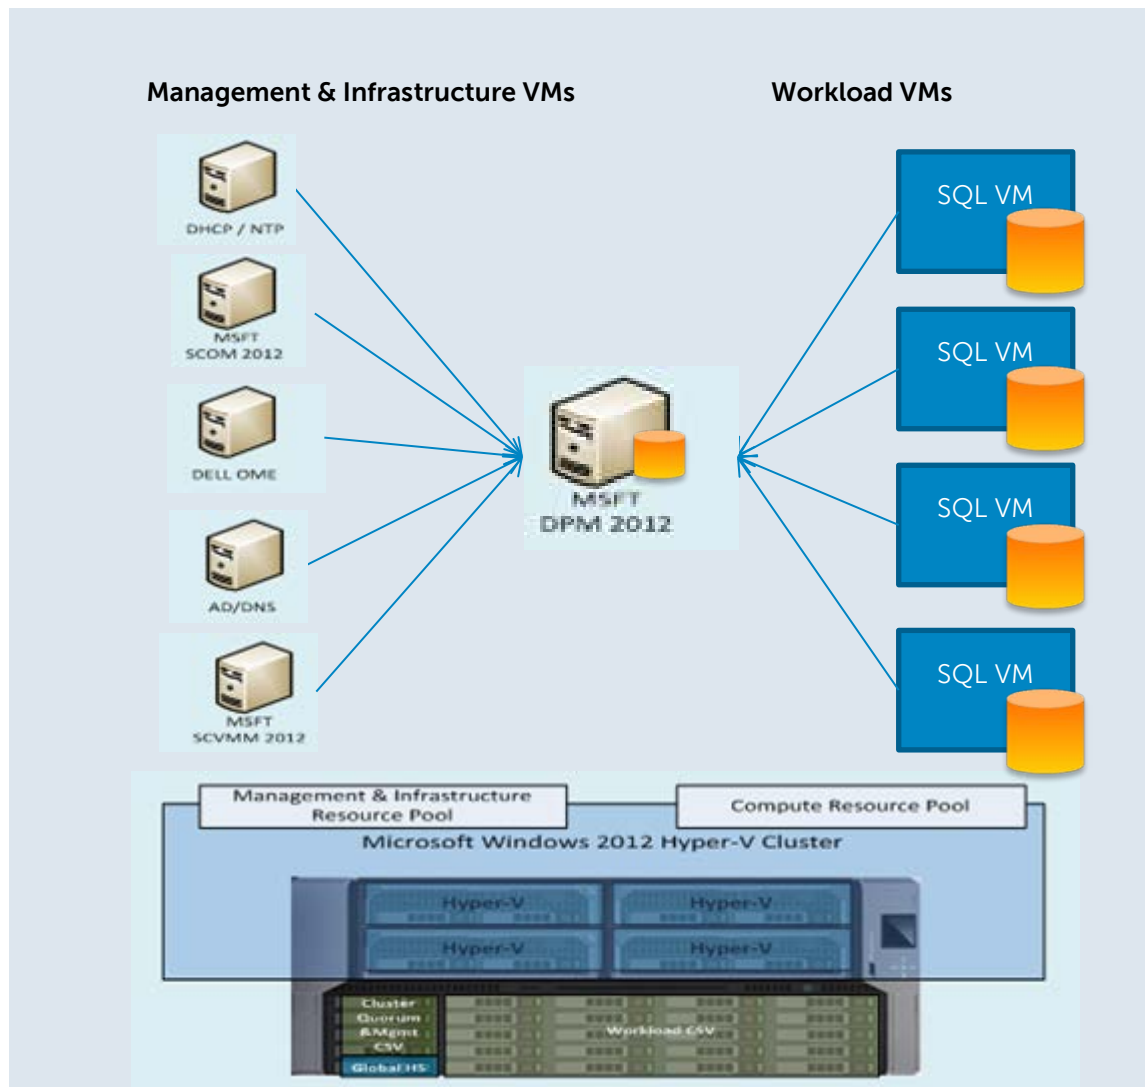 Management & Infrastructure VMs
Workload VMs
DHCP / NTP
MSFT
SCOM 2012
DELL OME
AD/DNS
MSFT
SCVMM 2012
MSFT
DPM 2012
SQL VM
SQL VM
SQL VM
SQL VM
Management & Infrastructure
Resource Pool
Compute Resource Pool
Microsoft Windows 2012 Hyper-V Cluster
Hyper-V
Hyper-V
Hyper-V
Hyper-V
Cluster
Quorum
&Mgmt
CSV
Global HS
Workload CSV